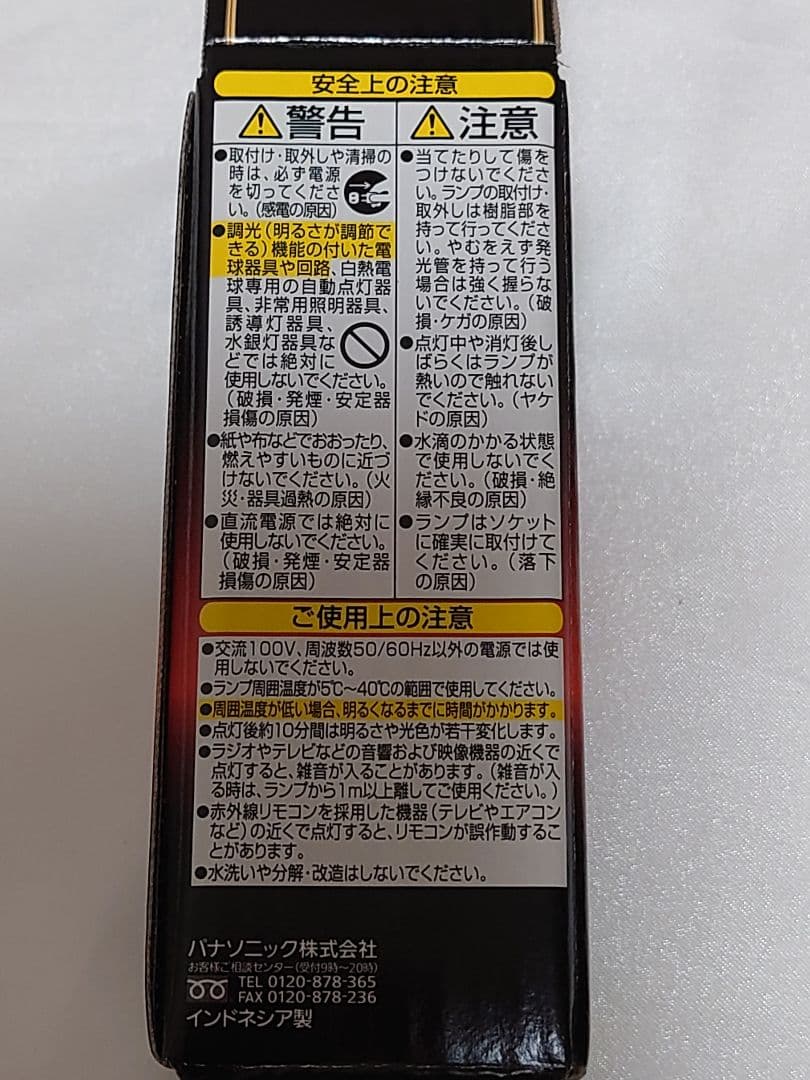 安全上の注意
警告
●取付け・取外しや清掃の
時は、必ず電源
を切ってくださ
い。(感電の原因)
●調光(明るさが調節で
きる)機能の付いた電
球器具や回路、白熱電
球専用の自動点灯器
具、非常用照明器具、
誘導灯器具、
水銀灯器具な
どでは絶対に
使用しないでください。
(破損・発煙・安定器
損傷の原因)
●紙や布などでおおったり、
燃えやすいものに近づ
けないでください。(火
災・器具過熱の原因)
●直流電源では絶対に
使用しないでください。
(破損・発煙・安定器
損傷の原因)
注意
●当てたりして傷を
つけないでくださ
い。ランプの取付け・
取外しは樹脂部を
持って行ってくださ
い。やむをえず発
光管を持って行う
場合は強く握らな
いでください。(破
損・ケガの原因)
●点灯中や消灯後し
ばらくはランプが
熱いので触れない
でください。(ヤケ
ドの原因)
●水滴のかかる状態
で使用しないでく
ださい。(破損・絶
縁不良の原因)
●ランプはソケット
に確実に取付けて
ください。(落下
の原因)
ご使用上の注意
●交流100V、周波数50/60Hz以外の電源では使
用しないでください。
●ランプ周囲温度が5℃〜40℃の範囲で使用してください。
●周囲温度が低い場合、明るくなるまでに時間がかかります。
●点灯後約10分間は明るさや光色が若干変化します。
●ラジオやテレビなどの音響および映像機器の近くで
点灯すると、雑音が入ることがあります。(雑音が入
る時は、ランプから1m以上離してご使用ください。)
●赤外線リモコンを採用した機器(テレビやエアコン
など)の近くで点灯すると、リモコンが誤作動するこ
とがあります。
●水洗いや分解・改造はしないでください。
パナソニック株式会社
お客様ご相談センター(受付9時〜20時)
TEL 0120-878-365
FAX 0120-878-236
インドネシア製